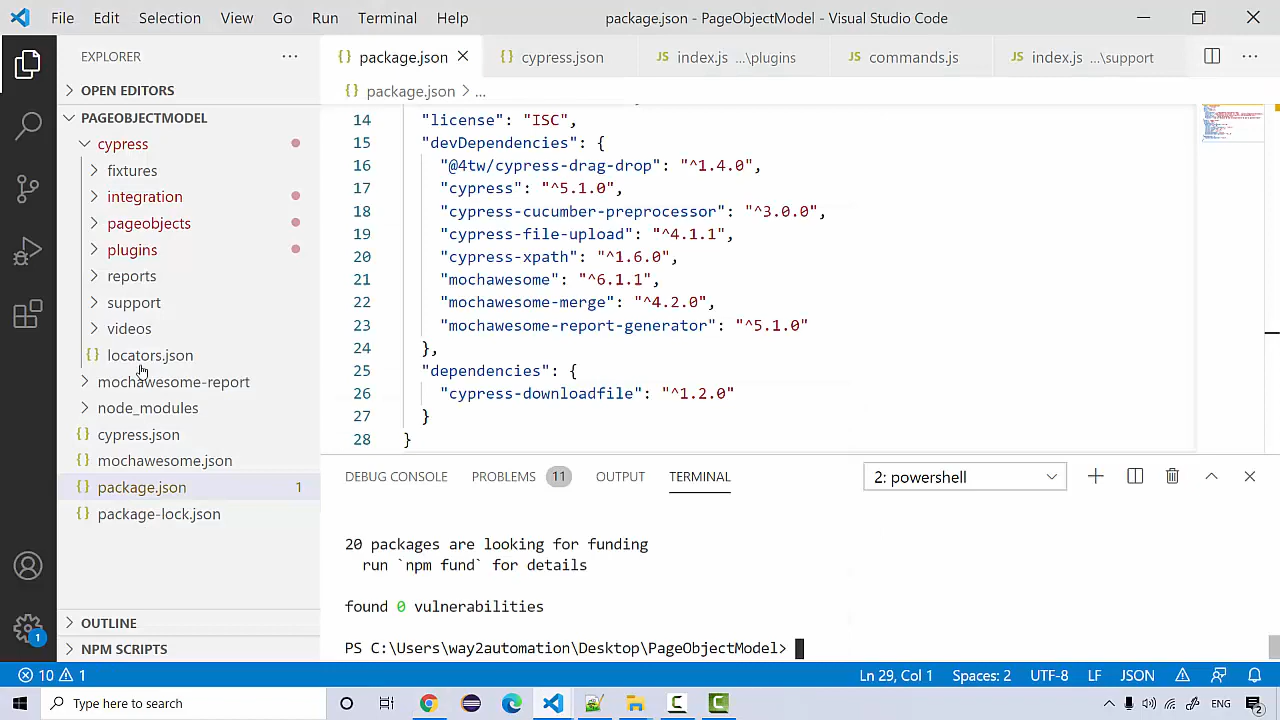 File Edit Selection View Go Run Terminal Help package.json - PageObjectModel - Visual Studio Code
EXPLORER
OPEN EDITORS
PAGEOBJECTMODEL
cypress
fixtures
integration
pageobjects
plugins
reports
support
videos
{} locators.json
mochawesome-report
node_modules
{} cypress.json
{} mochawesome.json
{} package.json 1
{} package-lock.json
OUTLINE
NPM SCRIPTS
1
{} package.json {} cypress.json JS index.js ...\plugins JS commands.js JS index.js ...\support
{} package.json > ...
14 "license": "ISC",
15 "devDependencies": {
16 "@4tw/cypress-drag-drop": "^1.4.0",
17 "cypress": "^5.1.0",
18 "cypress-cucumber-preprocessor": "^3.0.0",
19 "cypress-file-upload": "^4.1.1",
20 "cypress-xpath": "^1.6.0",
21 "mochawesome": "^6.1.1",
22 "mochawesome-merge": "^4.2.0",
23 "mochawesome-report-generator": "^5.1.0"
24 },
25 "dependencies": {
26 "cypress-downloadfile": "^1.2.0"
27 }
28 }
DEBUG CONSOLE PROBLEMS 11 OUTPUT TERMINAL 2: powershell
20 packages are looking for funding
run `npm fund` for details
found 0 vulnerabilities
PS C:\Users\way2automation\Desktop\PageObjectModel>
10 1 Ln 29, Col 1 Spaces: 2 UTF-8 LF JSON
Type here to search ENG 2